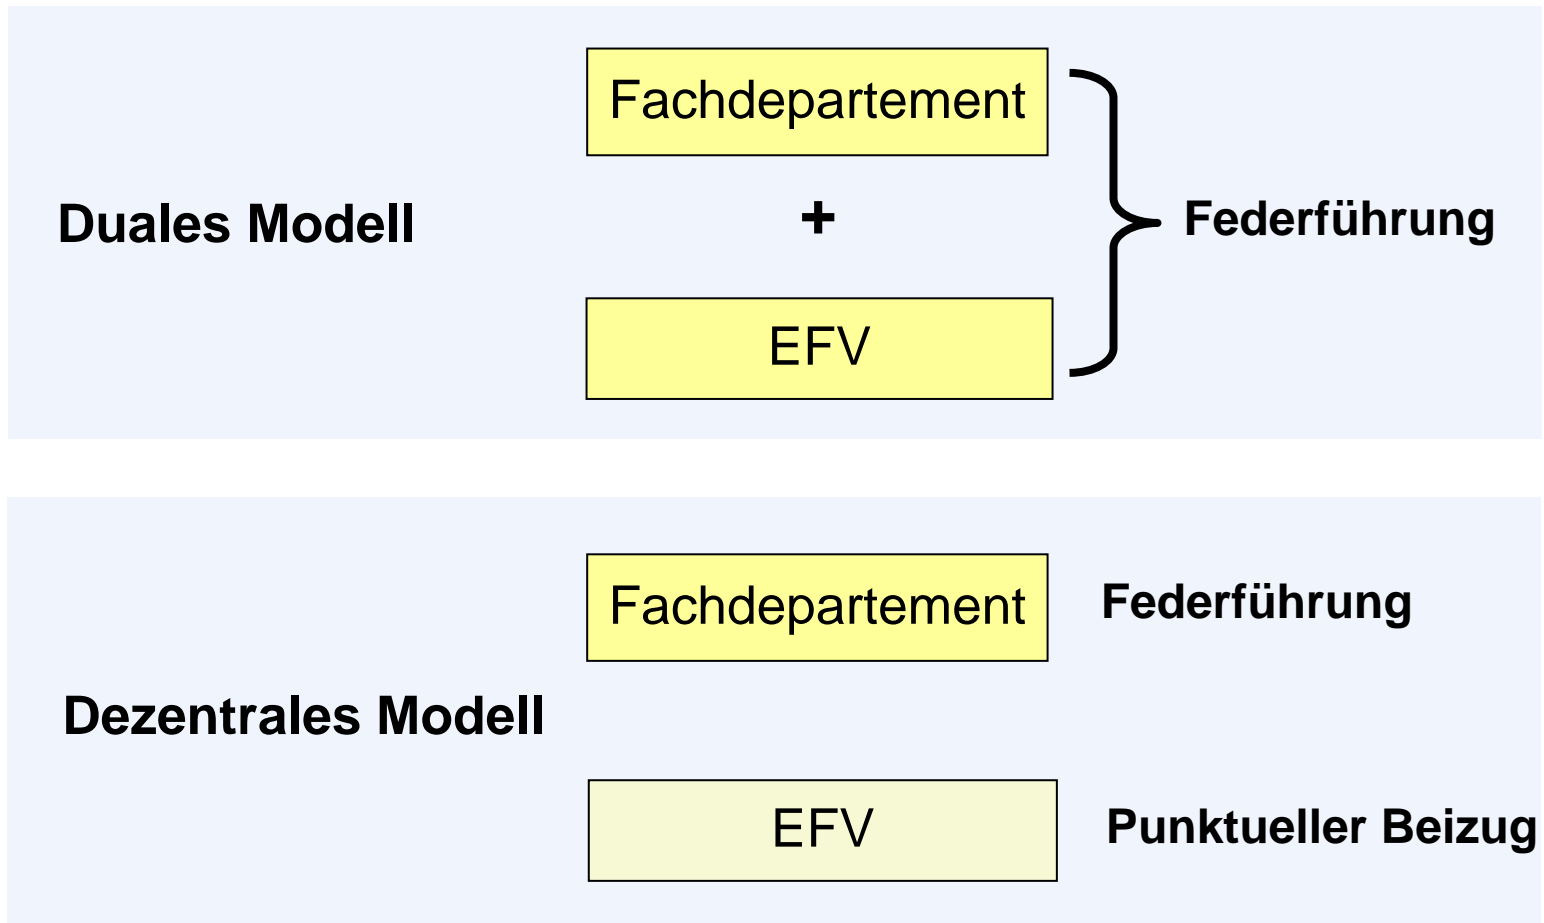 Fachdepartement
Duales Modell
+
Federführung
EFV
Fachdepartement
Federführung
Dezentrales Modell
EFV
Punktueller Beizug